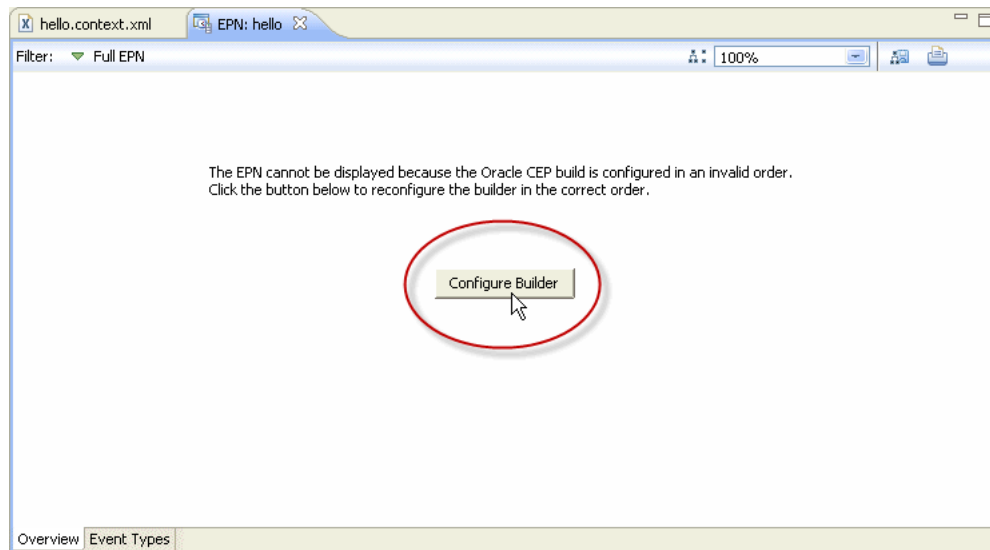 hello.context.xml EPN: hello
Filter: Full EPN 100%
The EPN cannot be displayed because the Oracle CEP build is configured in an invalid order.
Click the button below to reconfigure the builder in the correct order.
Configure Builder
Overview Event Types